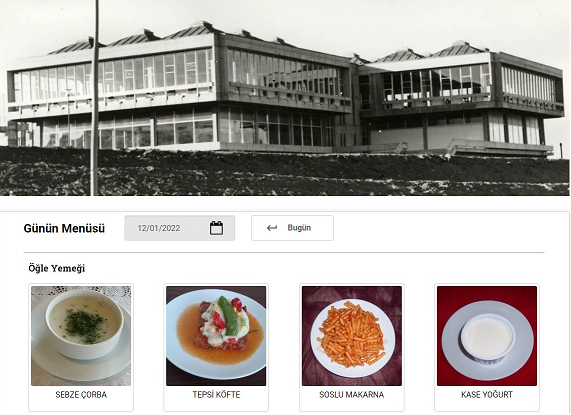 Günün Menüsü
12/01/2022
Bugün
Öğle Yemeği
SEBZE ÇORBA
TEPSİ KÖFTE
SOSLU MAKARNA
KASE YOĞURT